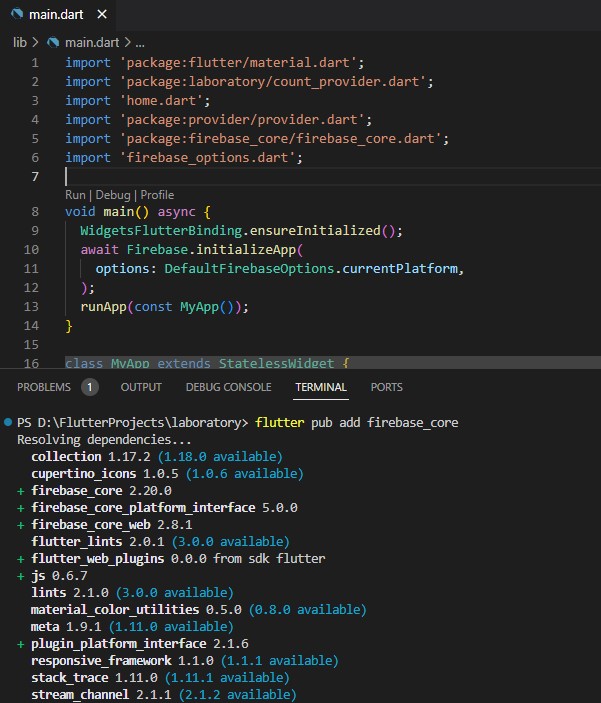 main.dart
lib > main.dart > ...
1 import 'package:flutter/material.dart';
2 import 'package:laboratory/count_provider.dart';
3 import 'home.dart';
4 import 'package:provider/provider.dart';
5 import 'package:firebase_core/firebase_core.dart';
6 import 'firebase_options.dart';
7
Run | Debug | Profile
8 void main() async {
9   WidgetsFlutterBinding.ensureInitialized();
10   await Firebase.initializeApp(
11     options: DefaultFirebaseOptions.currentPlatform,
12   );
13   runApp(const MyApp());
14 }
15
16 class MyApp extends StatelessWidget {
PROBLEMS 1 OUTPUT DEBUG CONSOLE TERMINAL PORTS
PS D:\FlutterProjects\laboratory> flutter pub add firebase_core
Resolving dependencies...
  collection 1.17.2 (1.18.0 available)
  cupertino_icons 1.0.5 (1.0.6 available)
+ firebase_core 2.20.0
+ firebase_core_platform_interface 5.0.0
+ firebase_core_web 2.8.1
  flutter_lints 2.0.1 (3.0.0 available)
+ flutter_web_plugins 0.0.0 from sdk flutter
+ js 0.6.7
  lints 2.1.0 (3.0.0 available)
  material_color_utilities 0.5.0 (0.8.0 available)
  meta 1.9.1 (1.11.0 available)
+ plugin_platform_interface 2.1.6
  responsive_framework 1.1.0 (1.1.1 available)
  stack_trace 1.11.0 (1.11.1 available)
  stream_channel 2.1.1 (2.1.2 available)